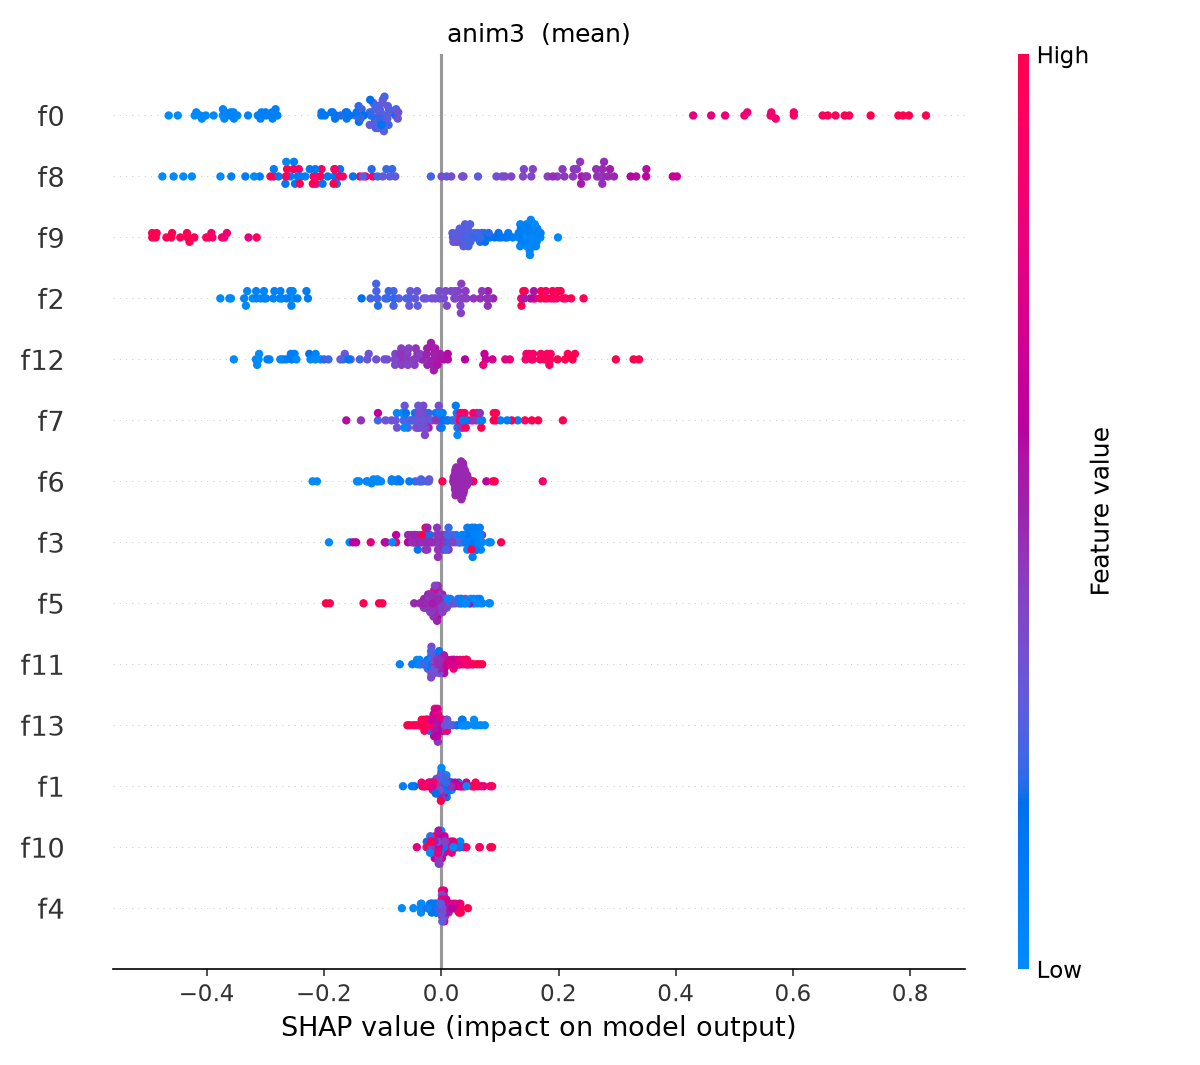 anim3  (mean)
High
f0
f8
f9
f2
f12
f7
f6
f3
f5
f11
f13
f1
f10
f4
Feature value
Low
−0.4 −0.2 0.0 0.2 0.4 0.6 0.8
SHAP value (impact on model output)